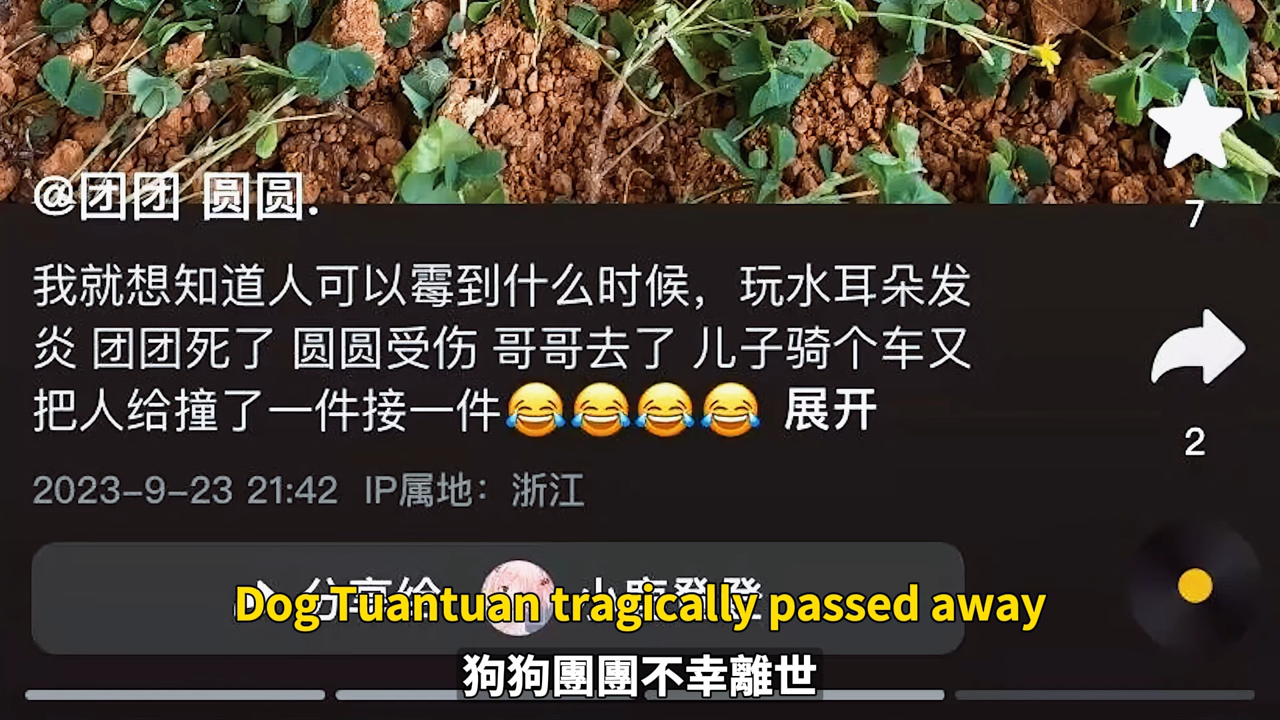 @团团 圆圆.
7
我就想知道人可以霉到什么时候，玩水耳朵发
炎 团团死了 圆圆受伤 哥哥去了 儿子骑个车又
把人给撞了一件接一件😂😂😂😂 展开
2
2023-9-23 21:42 IP属地：浙江
分享给
Dog Tuantuan tragically passed away
狗狗團團不幸離世